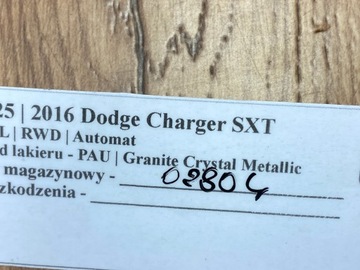 25 | 2016 Dodge Charger SXT
L | RWD | Automat
d lakieru - PAU | Granite Crystal Metallic
magazynowy - 02804
zkodzenia -